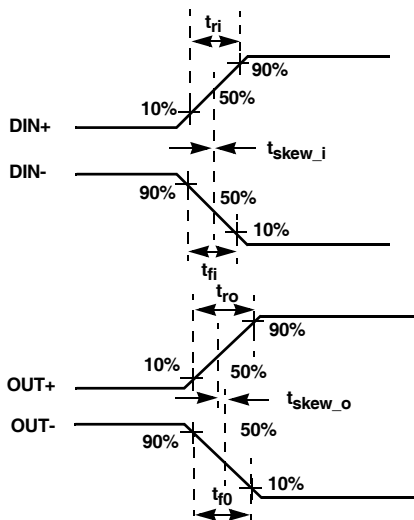 tri
90%
10%
50%
DIN+
tskew_i
DIN-
90%
50%
10%
tfi
tro
90%
10%
50%
OUT+
tskew_o
OUT-
50%
90%
10%
tf0